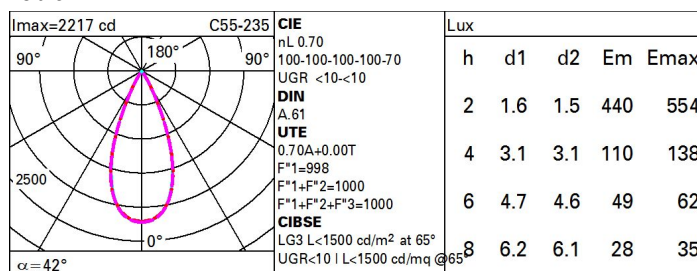 Imax=2217 cd C55-235
90° 180° 90°
2500
0°
α=42°
CIE
nL 0.70
100-100-100-100-70
UGR <10-<10
DIN
A.61
UTE
0.70A+0.00T
F"1=998
F"1+F"2=1000
F"1+F"2+F"3=1000
CIBSE
LG3 L<1500 cd/m² at 65°
UGR<10 | L<1500 cd/mq @65°
Lux
h d1 d2 Em Emax
2 1.6 1.5 440 554
4 3.1 3.1 110 138
6 4.7 4.6 49 62
8 6.2 6.1 28 35